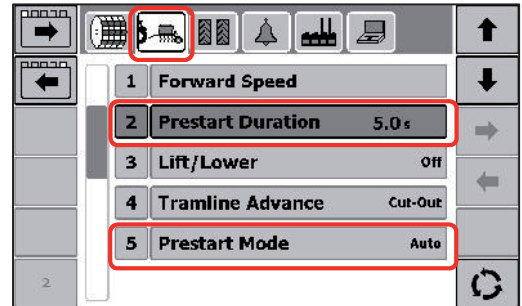 1 Forward Speed
2 Prestart Duration 5.0 s
3 Lift/Lower Off
4 Tramline Advance Cut-Out
5 Prestart Mode Auto
2